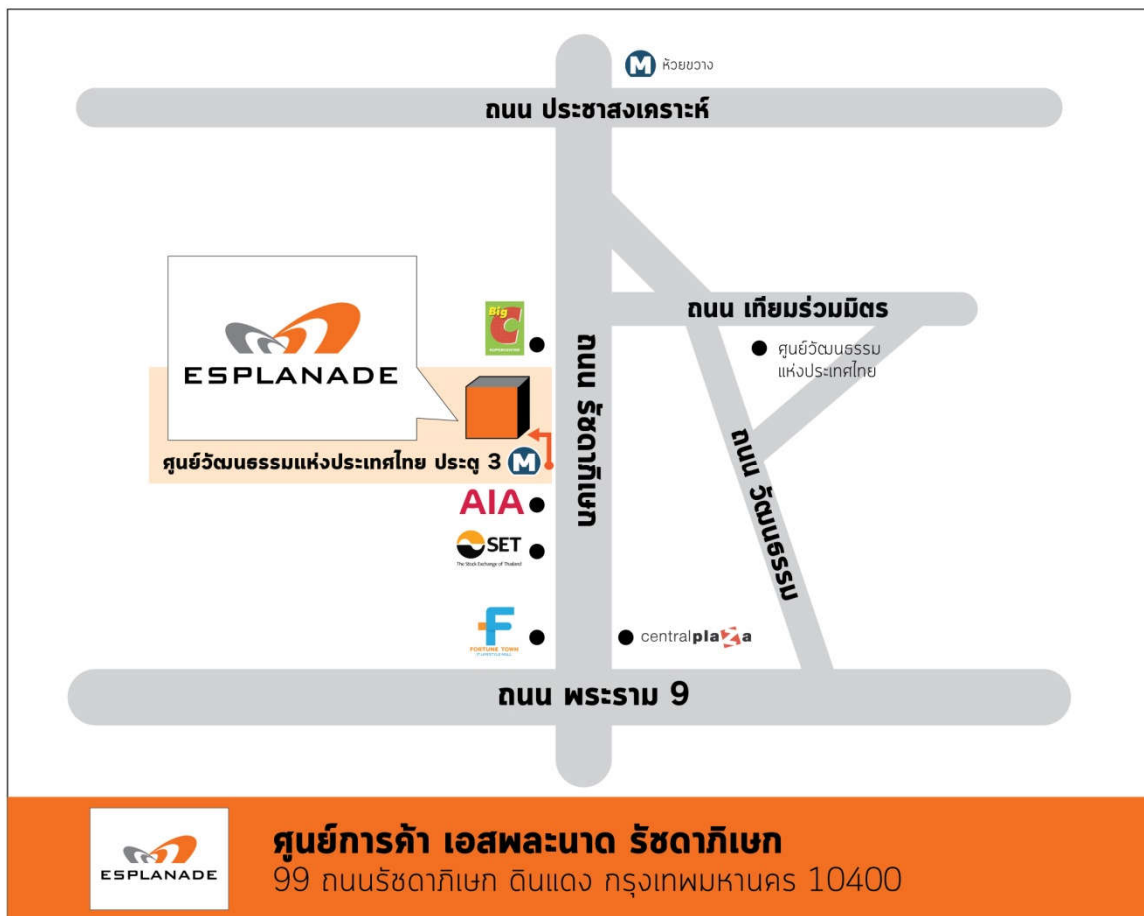 M ห้วยขวาง
ถนน ประชาสงเคราะห์
Big
C
SUPERCENTER
ESPLANADE
ถนน เทียมร่วมมิตร
ศูนย์วัฒนธรรม
แห่งประเทศไทย
ถนน รัชดาภิเษก
ศูนย์วัฒนธรรมแห่งประเทศไทย ประตู 3 M
ถนน วัฒนธรรม
AIA
SET
The Stock Exchange of Thailand
F
FORTUNE TOWN
IT LIFESTYLE MALL
centralplaza
ถนน พระราม 9
ESPLANADE
ศูนย์การค้า เอสพละนาด รัชดาภิเษก
99 ถนนรัชดาภิเษก ดินแดง กรุงเทพมหานคร 10400